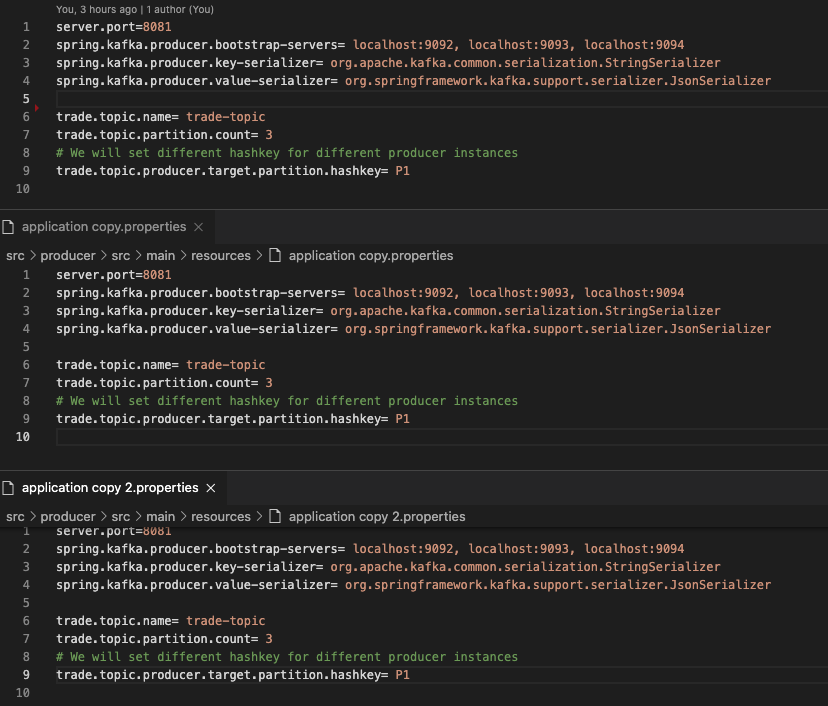 You, 3 hours ago | 1 author (You)
1 server.port=8081
2 spring.kafka.producer.bootstrap-servers= localhost:9092, localhost:9093, localhost:9094
3 spring.kafka.producer.key-serializer= org.apache.kafka.common.serialization.StringSerializer
4 spring.kafka.producer.value-serializer= org.springframework.kafka.support.serializer.JsonSerializer
5
6 trade.topic.name= trade-topic
7 trade.topic.partition.count= 3
8 # We will set different hashkey for different producer instances
9 trade.topic.producer.target.partition.hashkey= P1
10
application copy.properties
src > producer > src > main > resources > application copy.properties
1 server.port=8081
2 spring.kafka.producer.bootstrap-servers= localhost:9092, localhost:9093, localhost:9094
3 spring.kafka.producer.key-serializer= org.apache.kafka.common.serialization.StringSerializer
4 spring.kafka.producer.value-serializer= org.springframework.kafka.support.serializer.JsonSerializer
5
6 trade.topic.name= trade-topic
7 trade.topic.partition.count= 3
8 # We will set different hashkey for different producer instances
9 trade.topic.producer.target.partition.hashkey= P1
10
application copy 2.properties
src > producer > src > main > resources > application copy 2.properties
1 server.port=8081
2 spring.kafka.producer.bootstrap-servers= localhost:9092, localhost:9093, localhost:9094
3 spring.kafka.producer.key-serializer= org.apache.kafka.common.serialization.StringSerializer
4 spring.kafka.producer.value-serializer= org.springframework.kafka.support.serializer.JsonSerializer
5
6 trade.topic.name= trade-topic
7 trade.topic.partition.count= 3
8 # We will set different hashkey for different producer instances
9 trade.topic.producer.target.partition.hashkey= P1
10